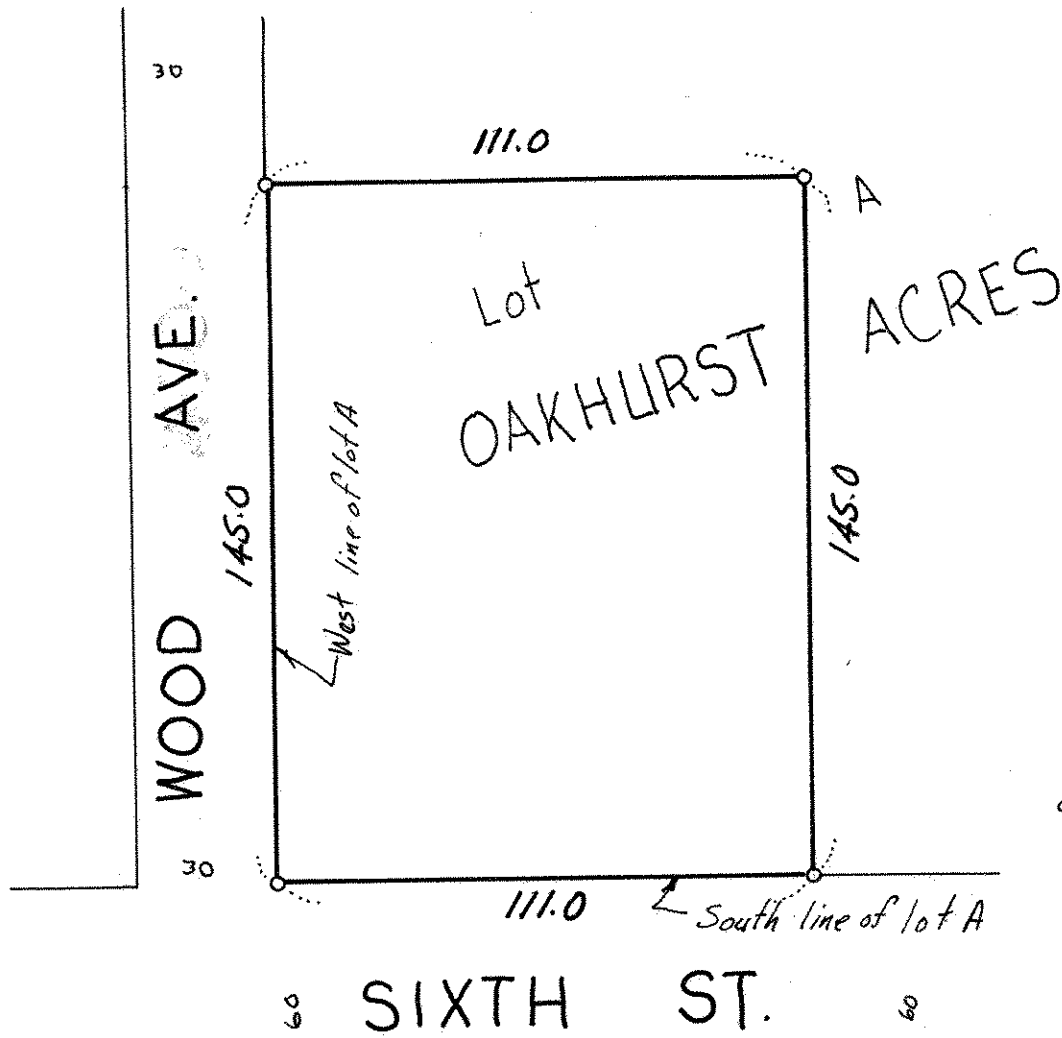 30
111.0
A
Lot
OAKHURST ACRES
WOOD AVE.
145.0
West line of lot A
145.0
30
111.0
South line of lot A
60
SIXTH ST.
60